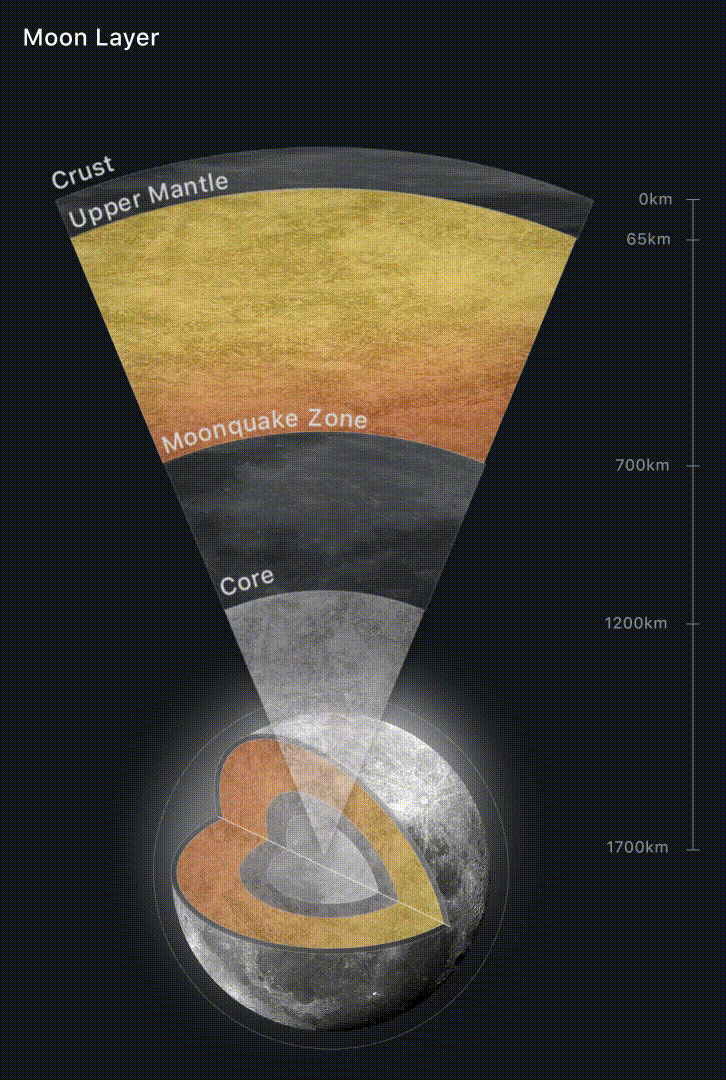 Moon Layer
Crust
Upper Mantle
Moonquake Zone
Core
0km
65km
700km
1200km
1700km